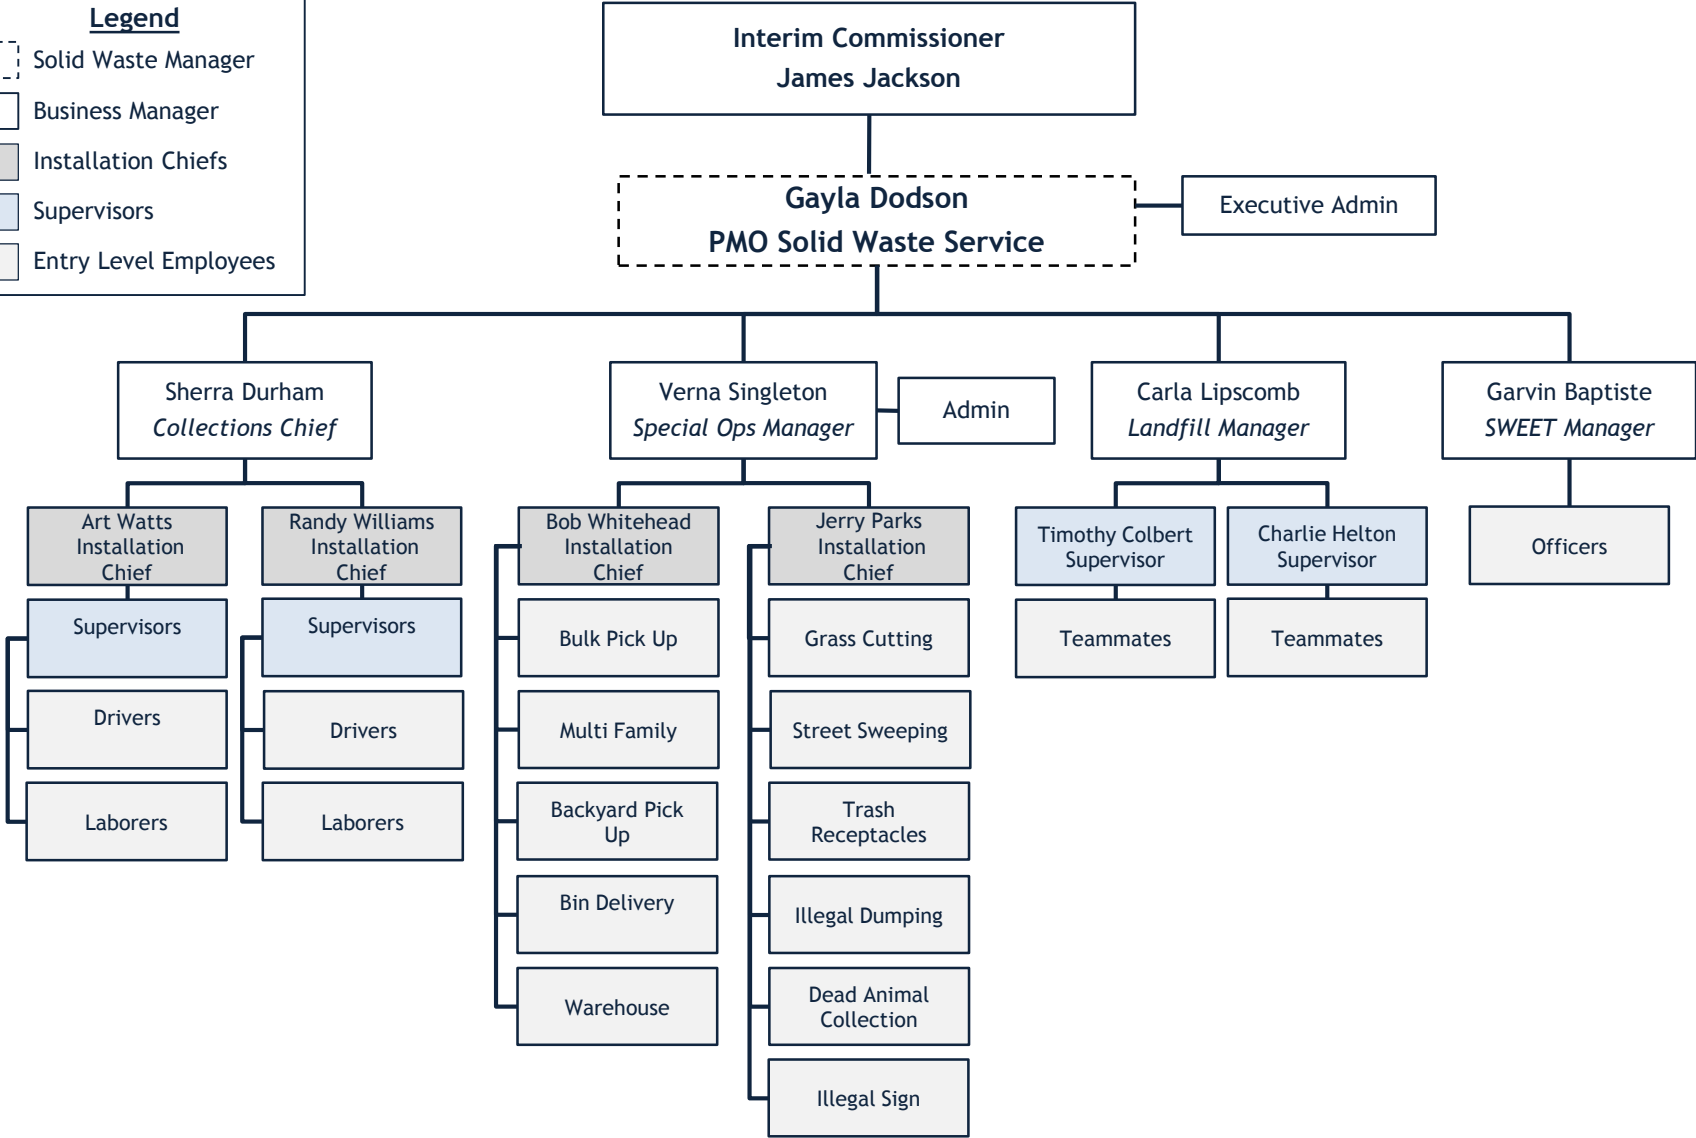 Legend
Solid Waste Manager
Business Manager
Installation Chiefs
Supervisors
Entry Level Employees
Interim Commissioner
James Jackson
Gayla Dodson
PMO Solid Waste Service
Executive Admin
Sherra Durham
Collections Chief
Verna Singleton
Special Ops Manager
Admin
Carla Lipscomb
Landfill Manager
Garvin Baptiste
SWEET Manager
Art Watts
Installation
Chief
Supervisors
Drivers
Laborers
Randy Williams
Installation
Chief
Supervisors
Drivers
Laborers
Bob Whitehead
Installation
Chief
Bulk Pick Up
Multi Family
Backyard Pick
Up
Bin Delivery
Warehouse
Jerry Parks
Installation
Chief
Grass Cutting
Street Sweeping
Trash
Receptacles
Illegal Dumping
Dead Animal
Collection
Illegal Sign
Timothy Colbert
Supervisor
Teammates
Charlie Helton
Supervisor
Teammates
Officers